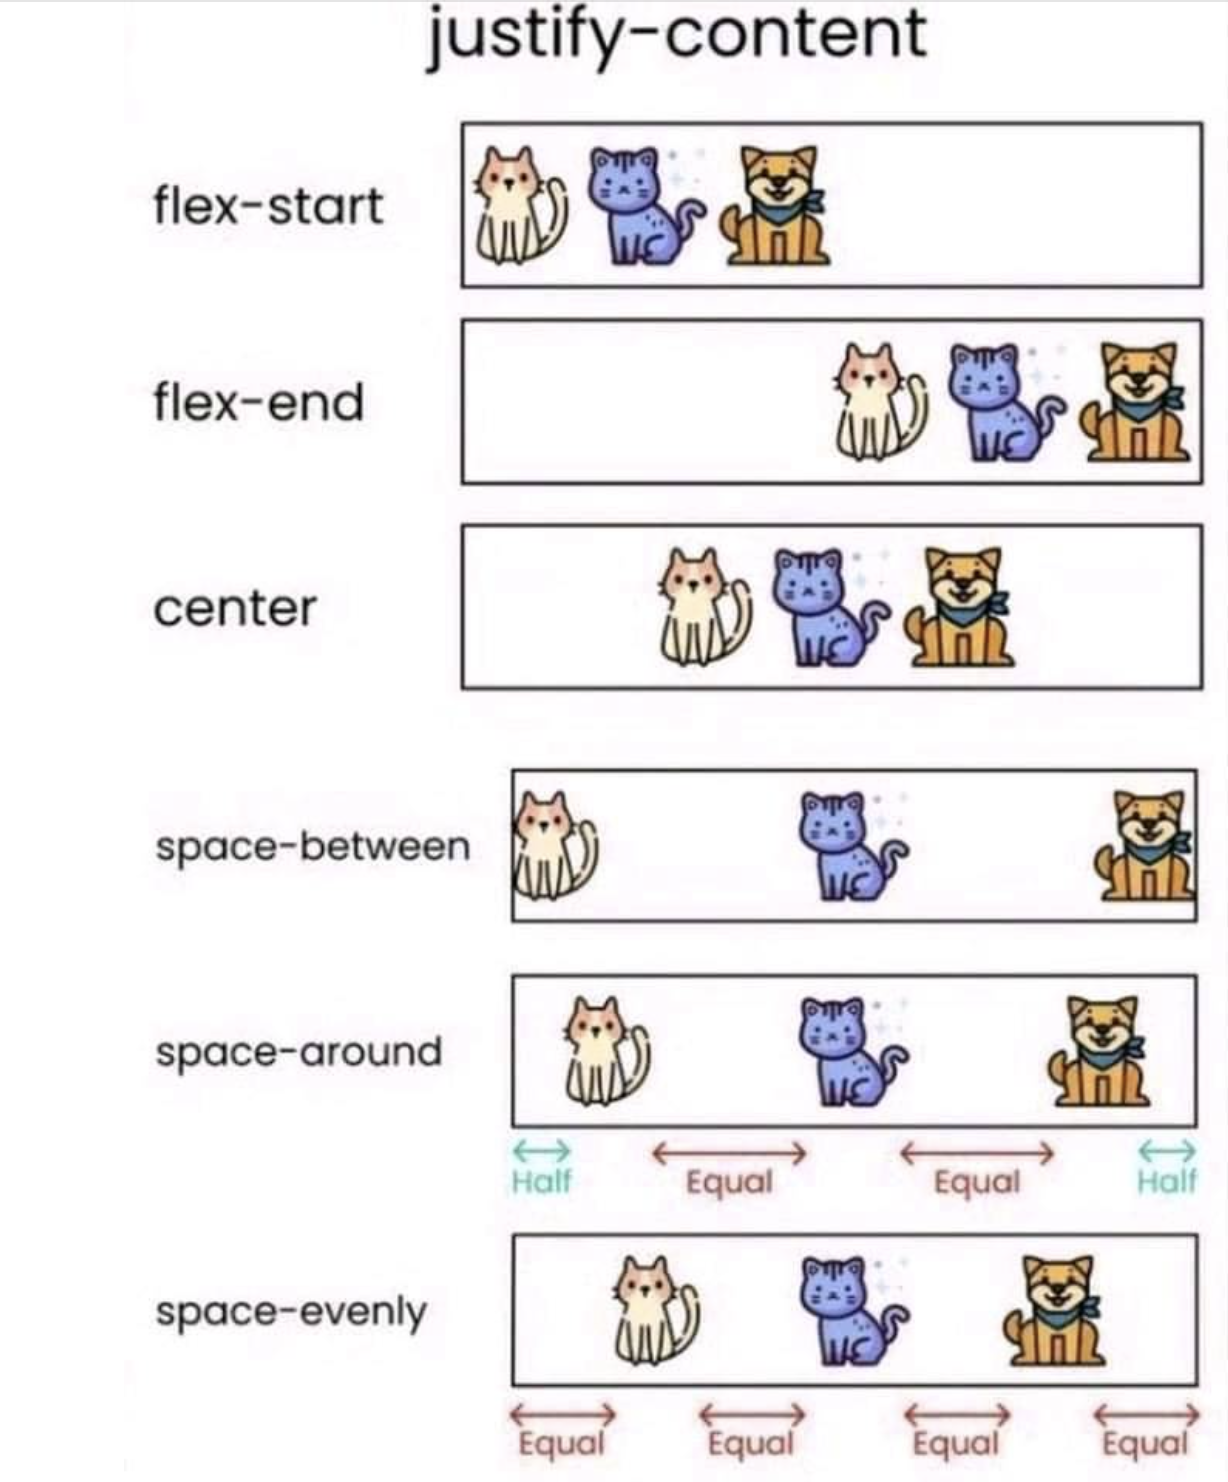 justify-content
flex-start
flex-end
center
space-between
space-around
Half Equal Equal Half
space-evenly
Equal Equal Equal Equal